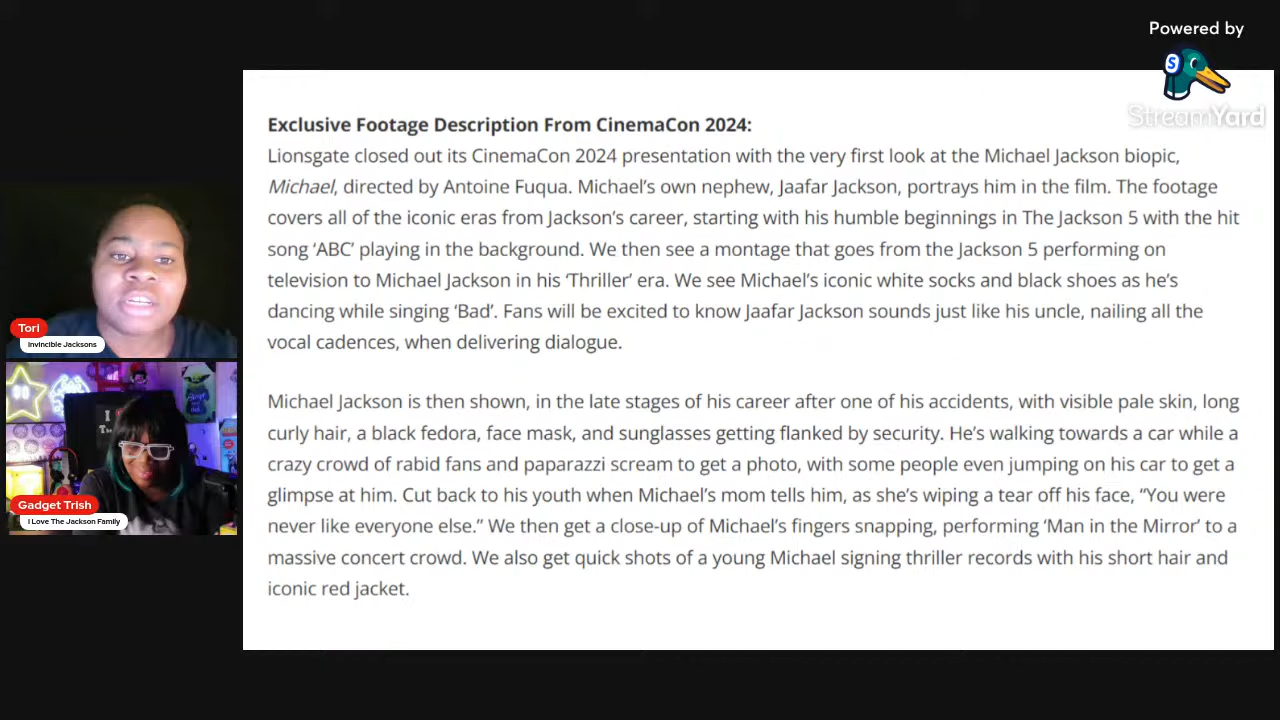 Powered by
StreamYard
Exclusive Footage Description From CinemaCon 2024:
Lionsgate closed out its CinemaCon 2024 presentation with the very first look at the Michael Jackson biopic,
Michael, directed by Antoine Fuqua. Michael’s own nephew, Jaafar Jackson, portrays him in the film. The footage
covers all of the iconic eras from Jackson’s career, starting with his humble beginnings in The Jackson 5 with the hit
song ‘ABC’ playing in the background. We then see a montage that goes from the Jackson 5 performing on
television to Michael Jackson in his ‘Thriller’ era. We see Michael’s iconic white socks and black shoes as he’s
dancing while singing ‘Bad’. Fans will be excited to know Jaafar Jackson sounds just like his uncle, nailing all the
vocal cadences, when delivering dialogue.
Michael Jackson is then shown, in the late stages of his career after one of his accidents, with visible pale skin, long
curly hair, a black fedora, face mask, and sunglasses getting flanked by security. He’s walking towards a car while a
crazy crowd of rabid fans and paparazzi scream to get a photo, with some people even jumping on his car to get a
glimpse at him. Cut back to his youth when Michael’s mom tells him, as she’s wiping a tear off his face, “You were
never like everyone else.” We then get a close-up of Michael’s fingers snapping, performing ‘Man in the Mirror’ to a
massive concert crowd. We also get quick shots of a young Michael signing thriller records with his short hair and
iconic red jacket.
Tori
Invincible Jacksons
Gadget Trish
I Love The Jackson Family